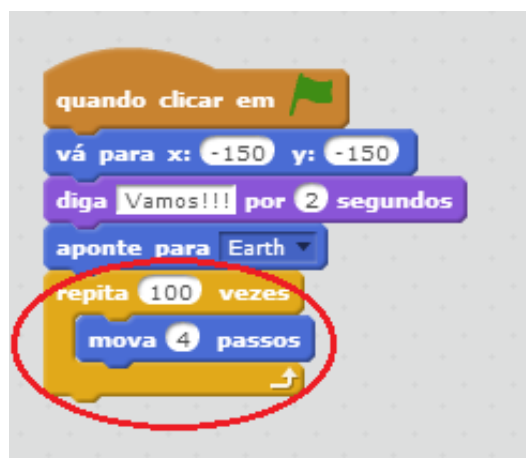 quando clicar em
vá para x: -150 y: -150
diga Vamos!!! por 2 segundos
aponte para Earth
repita 100 vezes
mova 4 passos